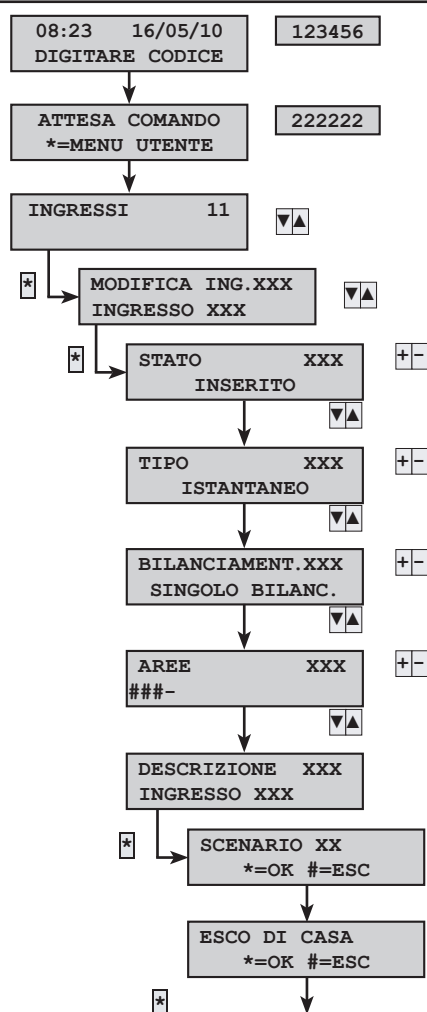 08:23 16/05/10
DIGITARE CODICE
123456
ATTESA COMANDO
*=MENU UTENTE
222222
INGRESSI 11
▼▲
*
MODIFICA ING.XXX
INGRESSO XXX
▼▲
*
STATO XXX
INSERITO
+-
▼▲
TIPO XXX
ISTANTANEO
+-
▼▲
BILANCIAMENT.XXX
SINGOLO BILANC.
+-
▼▲
AREE XXX
###-
+-
▼▲
DESCRIZIONE XXX
INGRESSO XXX
*
SCENARIO XX
*=OK #=ESC
ESCO DI CASA
*=OK #=ESC
*